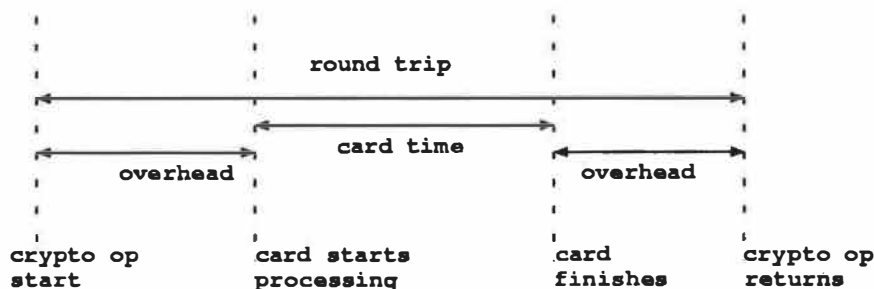 round trip
card time
overhead
overhead
crypto op
start
card starts
processing
card
finishes
crypto op
returns